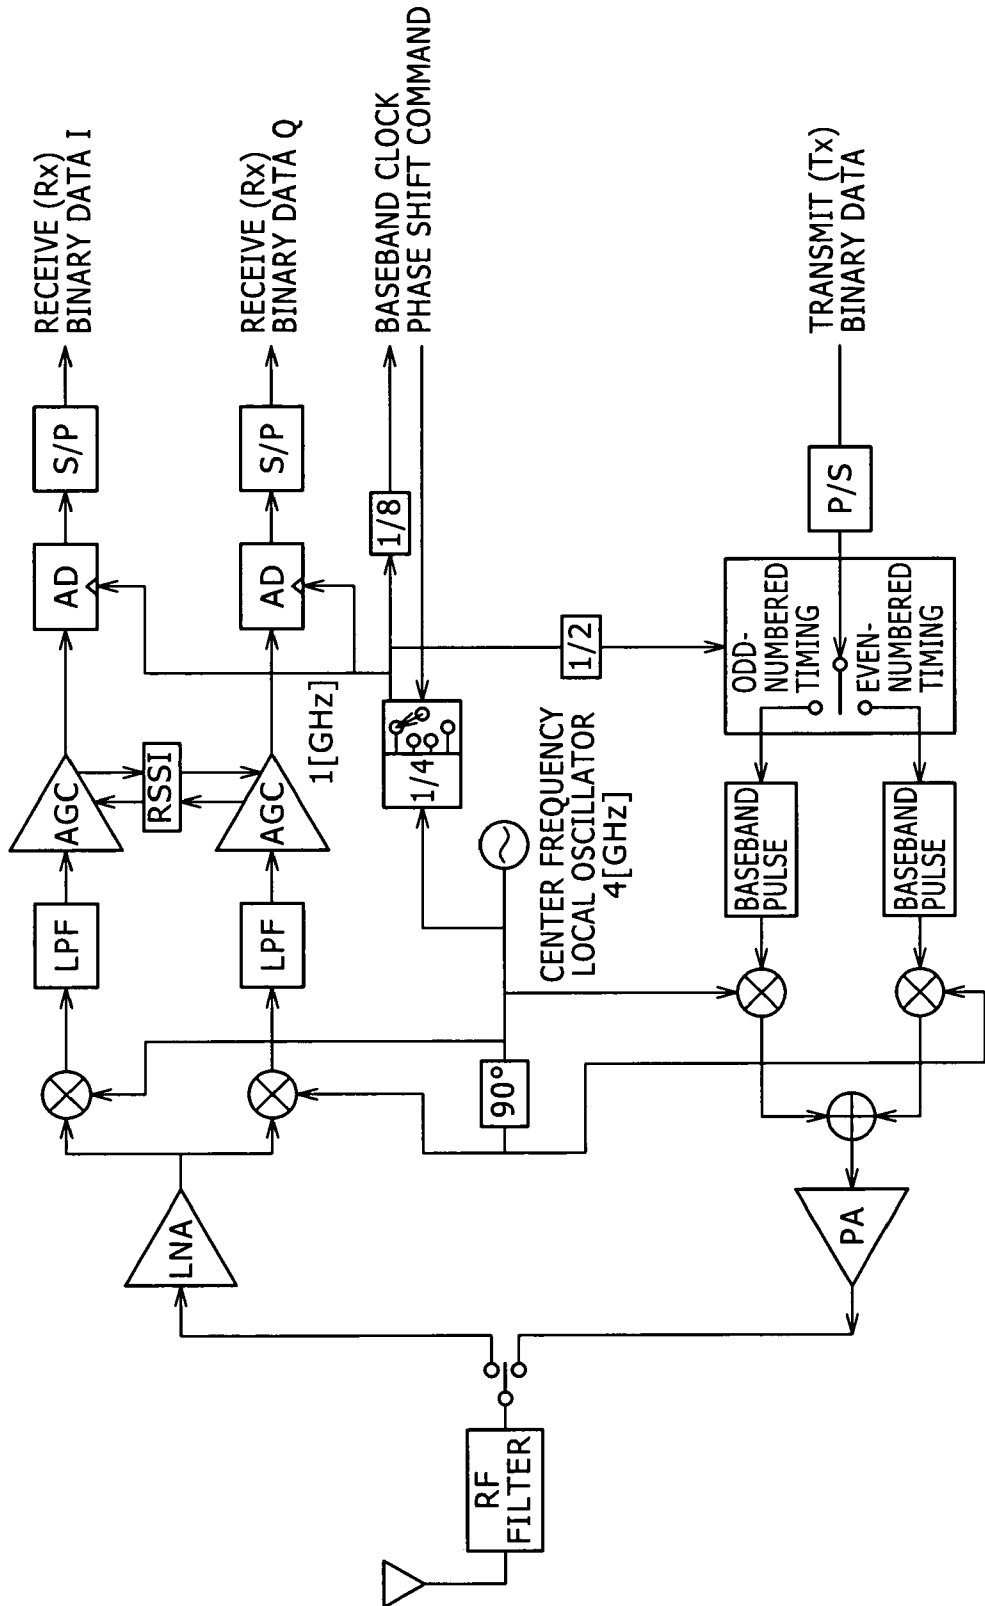 RECEIVE (Rx)
BINARY DATA I
RECEIVE (Rx)
BINARY DATA Q
BASEBAND CLOCK
PHASE SHIFT COMMAND
TRANSMIT (Tx)
BINARY DATA
S/P
S/P
AD
AD
1/8
P/S
1/2
ODD-
NUMBERED
TIMING
EVEN-
NUMBERED
TIMING
AGC
RSSI
AGC
1[GHz]
1/4
CENTER FREQUENCY
LOCAL OSCILLATOR
4[GHz]
BASEBAND
PULSE
BASEBAND
PULSE
LPF
LPF
90°
LNA
PA
RF
FILTER